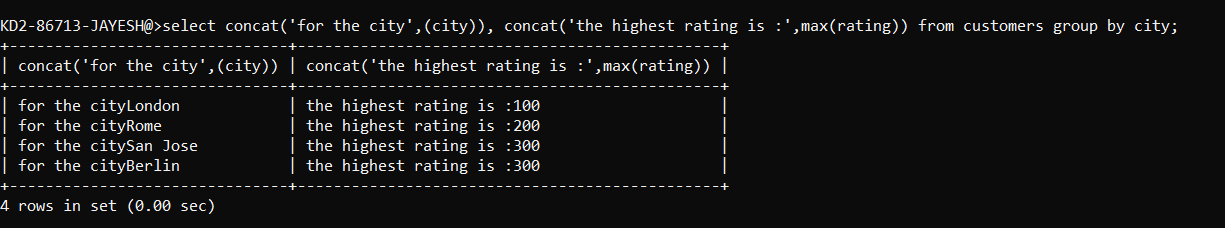 KD2-86713-JAYESH@>select concat('for the city',(city)), concat('the highest rating is :',max(rating)) from customers group by city;
+-------------------------------+-----------------------------------------------+
| concat('for the city',(city)) | concat('the highest rating is :',max(rating)) |
+-------------------------------+-----------------------------------------------+
| for the cityLondon            | the highest rating is :100                    |
| for the cityRome              | the highest rating is :200                    |
| for the citySan Jose          | the highest rating is :300                    |
| for the cityBerlin            | the highest rating is :300                    |
+-------------------------------+-----------------------------------------------+
4 rows in set (0.00 sec)